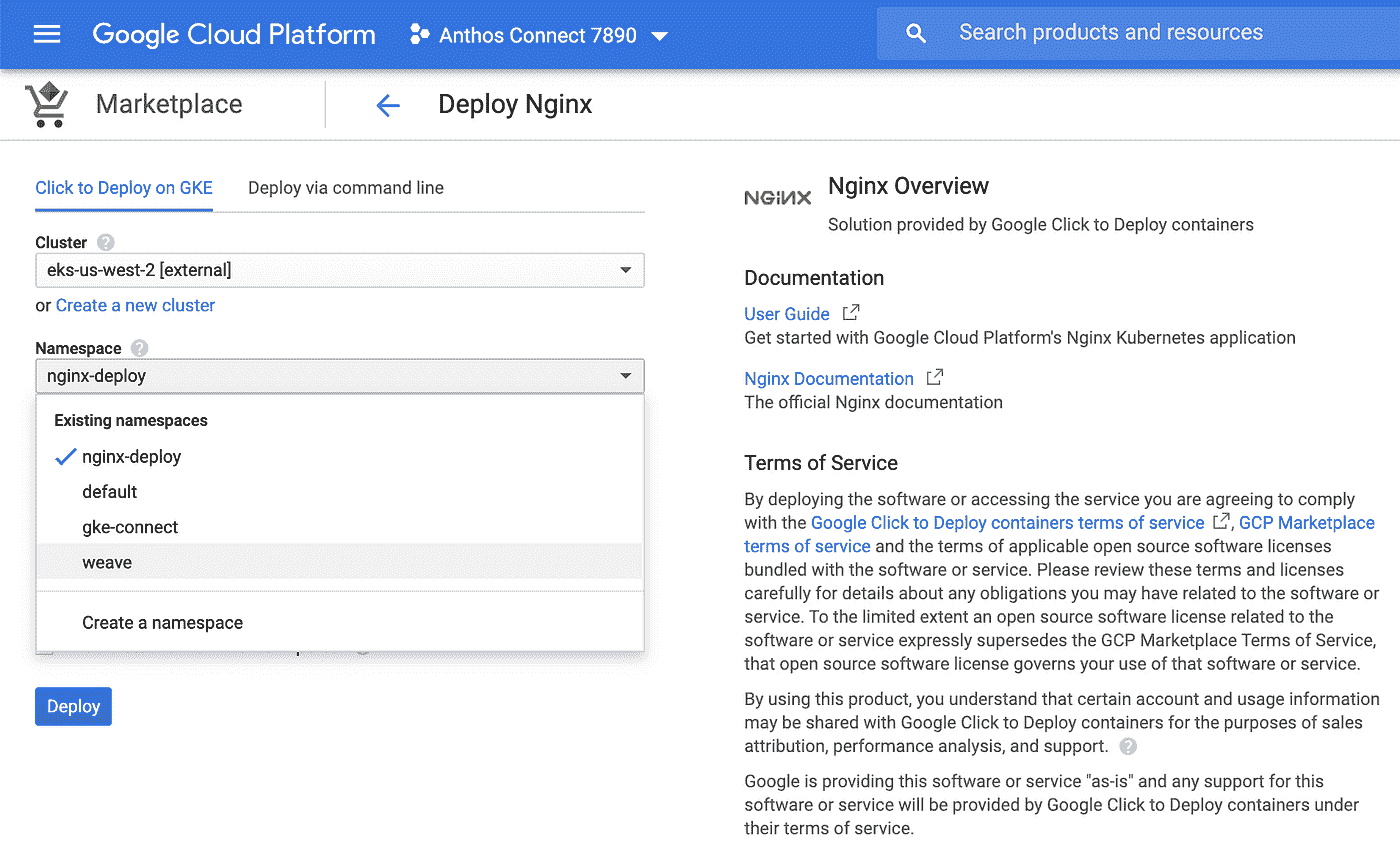 Google Cloud Platform
Anthos Connect 7890
Search products and resources
Marketplace
Deploy Nginx
Click to Deploy on GKE
Deploy via command line
Cluster ?
eks-us-west-2 [external]
or Create a new cluster
Namespace ?
nginx-deploy
Existing namespaces
nginx-deploy
default
gke-connect
weave
Create a namespace
Deploy
NGINX
Nginx Overview
Solution provided by Google Click to Deploy containers
Documentation
User Guide
Get started with Google Cloud Platform's Nginx Kubernetes application
Nginx Documentation
The official Nginx documentation
Terms of Service
By deploying the software or accessing the service you are agreeing to comply
with the Google Click to Deploy containers terms of service , GCP Marketplace
terms of service and the terms of applicable open source software licenses
bundled with the software or service. Please review these terms and licenses
carefully for details about any obligations you may have related to the software or
service. To the limited extent an open source software license related to the
software or service expressly supersedes the GCP Marketplace Terms of Service,
that open source software license governs your use of that software or service.
By using this product, you understand that certain account and usage information
may be shared with Google Click to Deploy containers for the purposes of sales
attribution, performance analysis, and support. ?
Google is providing this software or service "as-is" and any support for this
software or service will be provided by Google Click to Deploy containers under
their terms of service.